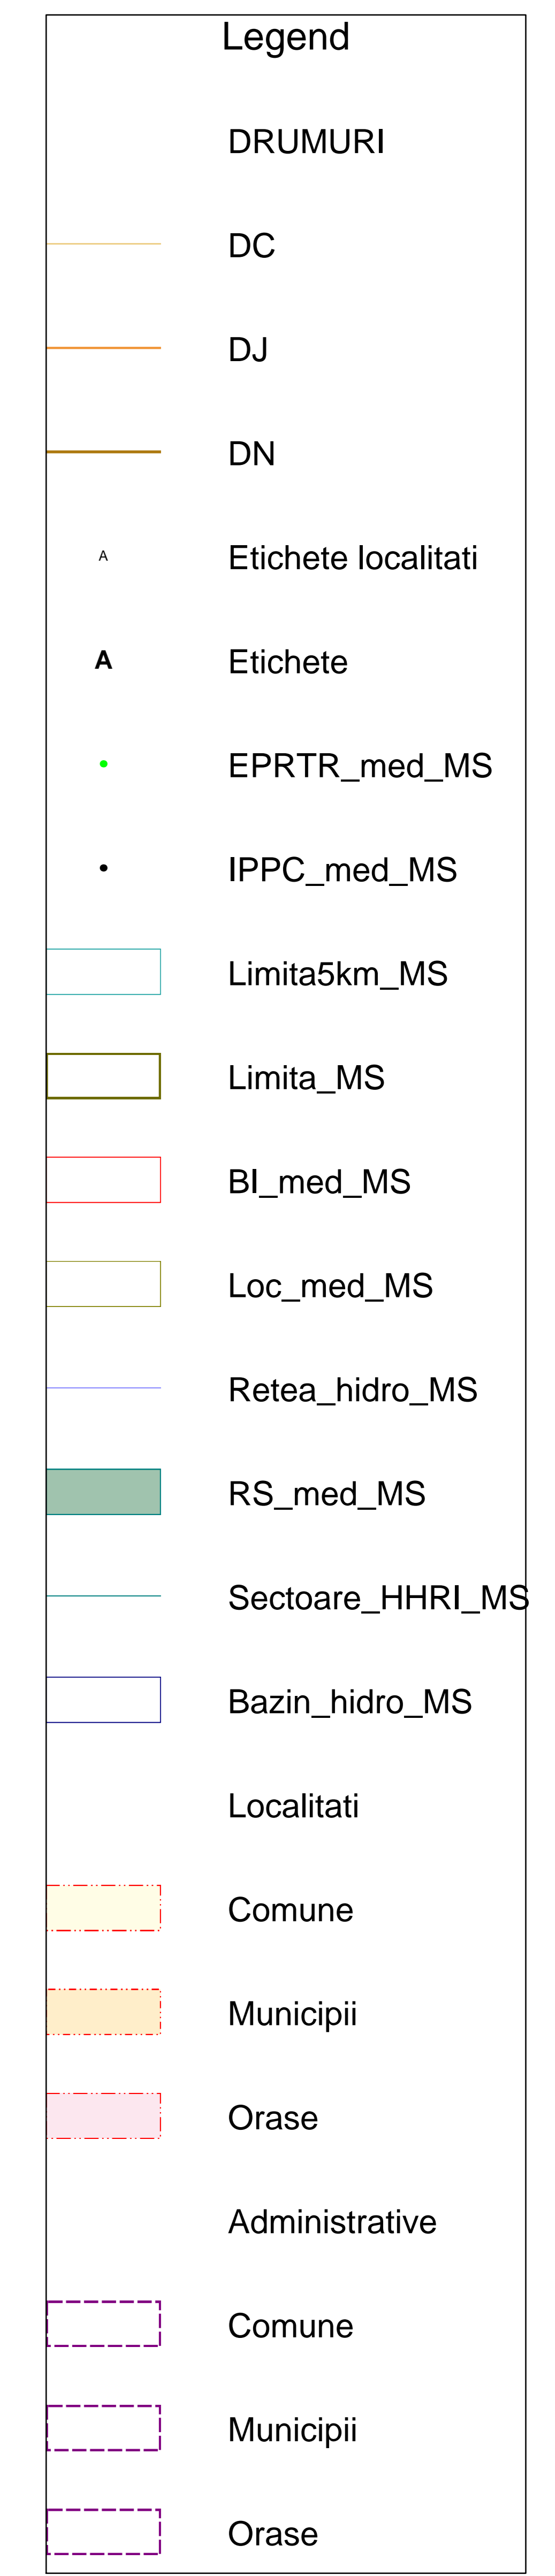 Legend
DRUMURI
DC
DJ
DN
A Etichete localitati
A Etichete
EPRTR_med_MS
IPPC_med_MS
Limita5km_MS
Limita_MS
BI_med_MS
Loc_med_MS
Retea_hidro_MS
RS_med_MS
Sectoare_HHRI_MS
Bazin_hidro_MS
Localitati
Comune
Municipii
Orase
Administrative
Comune
Municipii
Orase